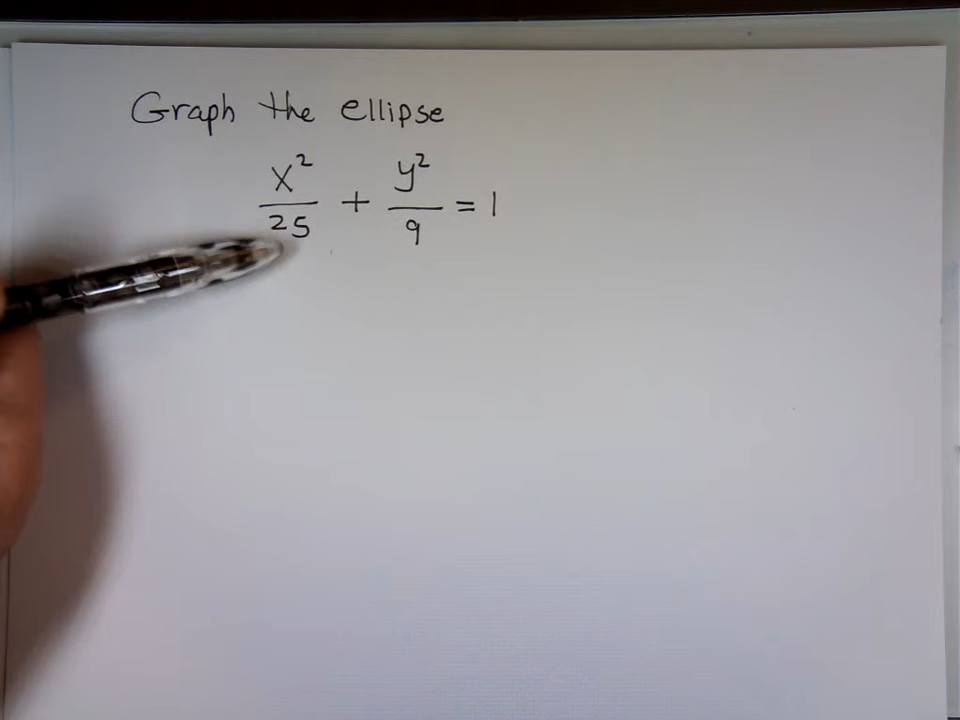 Graph the ellipse
x²/25 + y²/9 = 1